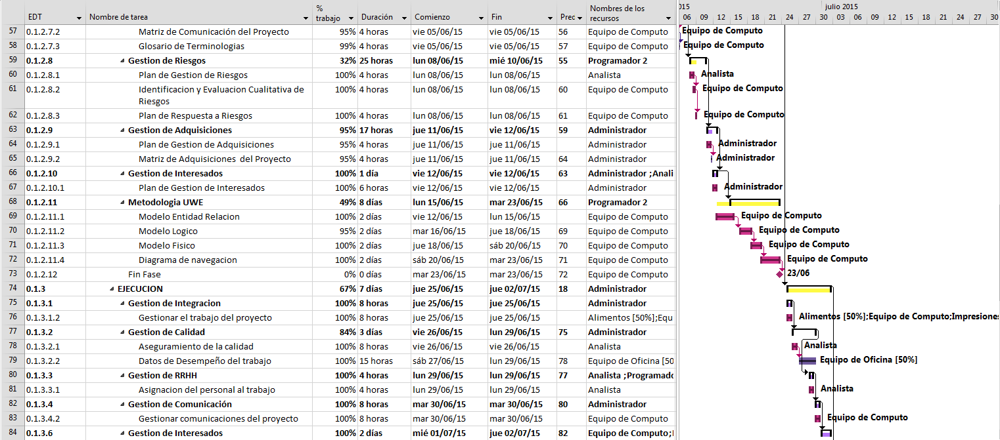 EDT Nombre de tarea % trabajo Duración Comienzo Fin Prec Nombres de los recursos
015 julio 2015
06 09 12 15 18 21 24 27 30 03 06 09 12 15 18 21 24 27 30
57 0.1.2.7.2 Matriz de Comunicación del Proyecto 95% 4 horas vie 05/06/15 vie 05/06/15 56 Equipo de Computo Equipo de Computo
58 0.1.2.7.3 Glosario de Terminologias 99% 4 horas vie 05/06/15 vie 05/06/15 57 Equipo de Computo Equipo de Computo
59 0.1.2.8 Gestion de Riesgos 32% 25 horas lun 08/06/15 mié 10/06/15 55 Programador 2
60 0.1.2.8.1 Plan de Gestion de Riesgos 100% 4 horas lun 08/06/15 lun 08/06/15 Analista Analista
61 0.1.2.8.2 Identificacion y Evaluacion Cualitativa de 100% 4 horas lun 08/06/15 lun 08/06/15 60 Equipo de Computo Equipo de Computo
Riesgos
62 0.1.2.8.3 Plan de Respuesta a Riesgos 100% 4 horas lun 08/06/15 lun 08/06/15 61 Equipo de Computo Equipo de Computo
63 0.1.2.9 Gestion de Adquisiciones 95% 17 horas jue 11/06/15 vie 12/06/15 59 Administrador
64 0.1.2.9.1 Plan de Gestion de Adquisiciones 95% 4 horas jue 11/06/15 jue 11/06/15 Administrador Administrador
65 0.1.2.9.2 Matriz de Adquisiciones del Proyecto 95% 4 horas jue 11/06/15 jue 11/06/15 64 Administrador Administrador
66 0.1.2.10 Gestion de Interesados 100% 1 día vie 12/06/15 vie 12/06/15 63 Administrador ;Anali
67 0.1.2.10.1 Plan de Gestion de Interesados 100% 6 horas vie 12/06/15 vie 12/06/15 Administrador Administrador
68 0.1.2.11 Metodologia UWE 49% 8 días lun 15/06/15 mar 23/06/15 66 Programador 2
69 0.1.2.11.1 Modelo Entidad Relacion 100% 2 días vie 12/06/15 lun 15/06/15 Equipo de Computo Equipo de Computo
70 0.1.2.11.2 Modelo Logico 95% 2 días mar 16/06/15 jue 18/06/15 69 Equipo de Computo Equipo de Computo
71 0.1.2.11.3 Modelo Fisico 100% 2 días jue 18/06/15 sáb 20/06/15 70 Equipo de Computo Equipo de Computo
72 0.1.2.11.4 Diagrama de navegacion 100% 2 días sáb 20/06/15 mar 23/06/15 71 Equipo de Computo Equipo de Computo
73 0.1.2.12 Fin Fase 0% 0 días mar 23/06/15 mar 23/06/15 72 Equipo de Computo 23/06
74 0.1.3 EJECUCION 67% 7 días jue 25/06/15 jue 02/07/15 18 Administrador
75 0.1.3.1 Gestion de Integracion 100% 8 horas jue 25/06/15 jue 25/06/15 Administrador
76 0.1.3.1.2 Gestionar el trabajo del proyecto 100% 8 horas jue 25/06/15 jue 25/06/15 Alimentos [50%];Equ Alimentos [50%];Equipo de Computo;Impresiones
77 0.1.3.2 Gestion de Calidad 84% 3 días vie 26/06/15 lun 29/06/15 75 Administrador
78 0.1.3.2.1 Aseguramiento de la calidad 100% 8 horas vie 26/06/15 vie 26/06/15 Analista Analista
79 0.1.3.2.2 Datos de Desempeño del trabajo 100% 15 horas sáb 27/06/15 lun 29/06/15 78 Equipo de Oficina [50 Equipo de Oficina [50%]
80 0.1.3.3 Gestion de RRHH 100% 4 horas lun 29/06/15 lun 29/06/15 77 Analista ;Programado
81 0.1.3.3.1 Asignacion del personal al trabajo 100% 4 horas lun 29/06/15 lun 29/06/15 Analista Analista
82 0.1.3.4 Gestion de Comunicación 100% 8 horas mar 30/06/15 mar 30/06/15 80 Administrador
83 0.1.3.4.2 Gestionar comunicaciones del proyecto 100% 8 horas mar 30/06/15 mar 30/06/15 Equipo de Computo Equipo de Computo
84 0.1.3.6 Gestion de Interesados 100% 2 días mié 01/07/15 jue 02/07/15 82 Equipo de Computo;